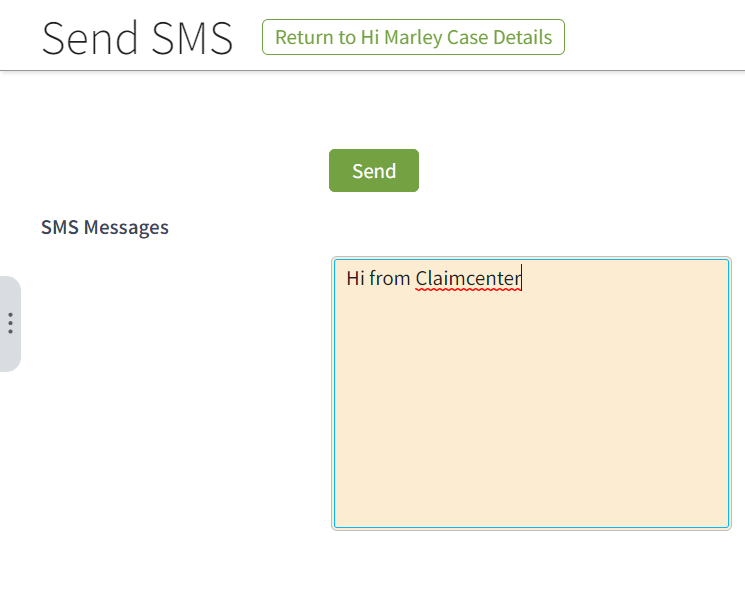 Send SMS
Return to Hi Marley Case Details
Send
SMS Messages
Hi from Claimcenter